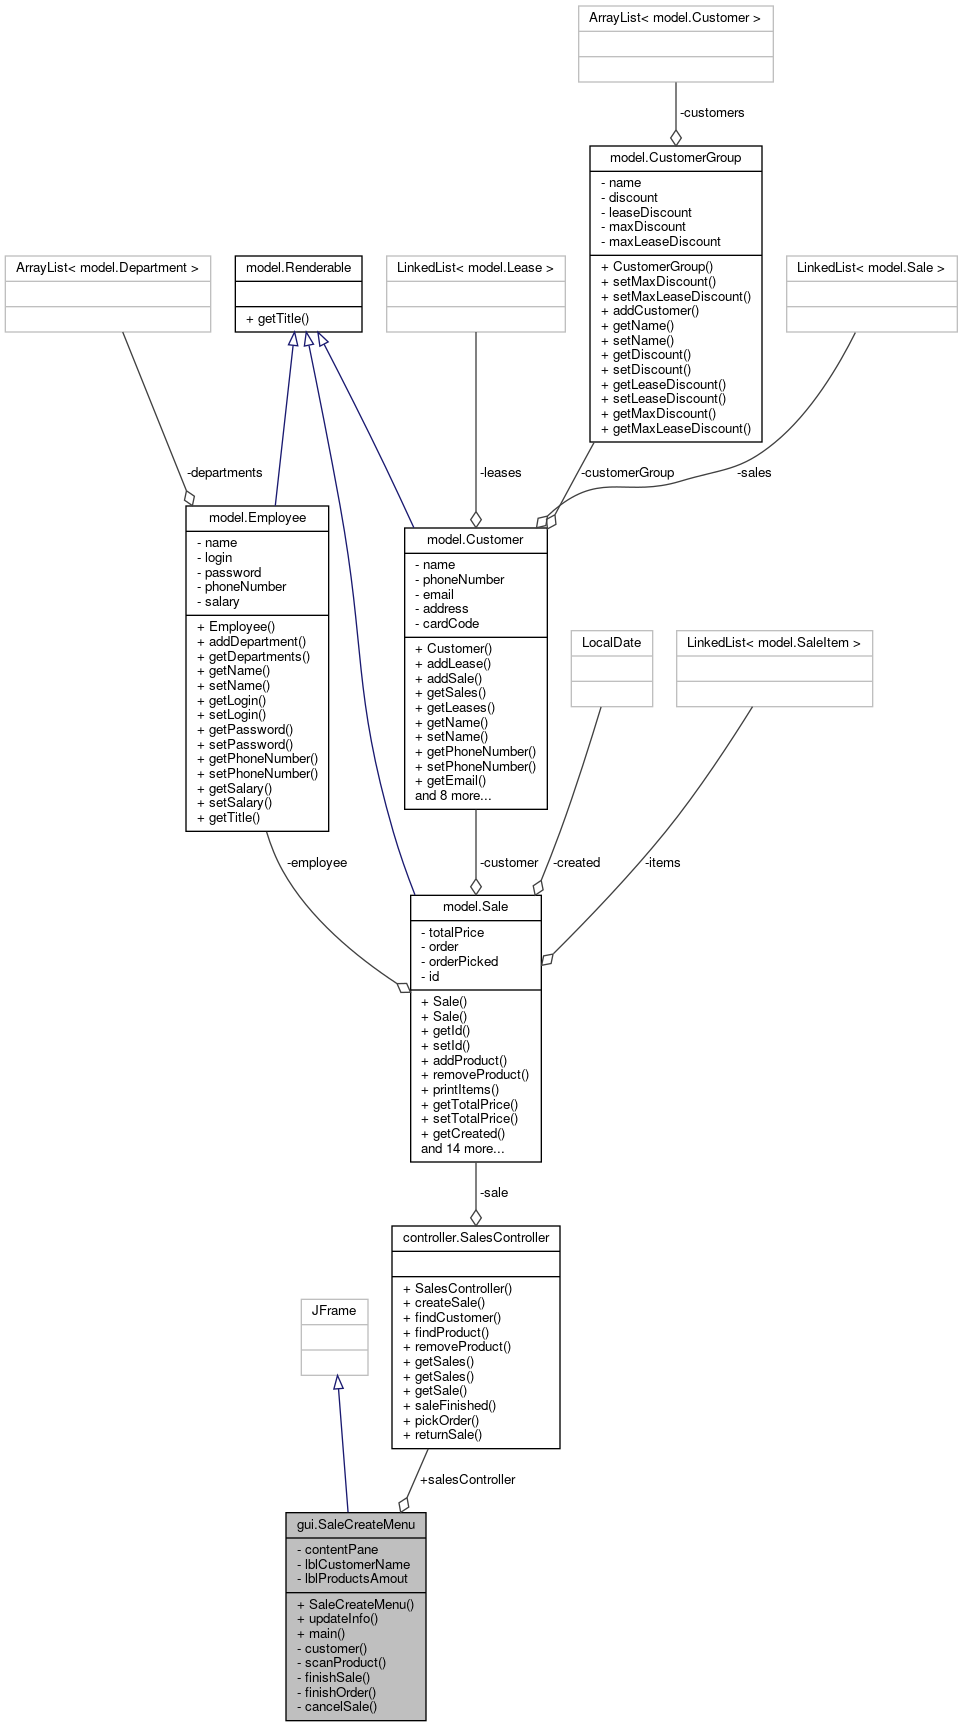 ArrayList< model.Customer >
-customers
model.CustomerGroup
- name
- discount
- leaseDiscount
- maxDiscount
- maxLeaseDiscount
+ CustomerGroup()
+ setMaxDiscount()
+ setMaxLeaseDiscount()
+ addCustomer()
+ getName()
+ setName()
+ getDiscount()
+ setDiscount()
+ getLeaseDiscount()
+ setLeaseDiscount()
+ getMaxDiscount()
+ getMaxLeaseDiscount()
ArrayList< model.Department >
model.Renderable
+ getTitle()
LinkedList< model.Lease >
LinkedList< model.Sale >
-departments
-leases
-customerGroup
-sales
model.Employee
- name
- login
- password
- phoneNumber
- salary
+ Employee()
+ addDepartment()
+ getDepartments()
+ getName()
+ setName()
+ getLogin()
+ setLogin()
+ getPassword()
+ setPassword()
+ getPhoneNumber()
+ setPhoneNumber()
+ getSalary()
+ setSalary()
+ getTitle()
model.Customer
- name
- phoneNumber
- email
- address
- cardCode
+ Customer()
+ addLease()
+ addSale()
+ getSales()
+ getLeases()
+ getName()
+ setName()
+ getPhoneNumber()
+ setPhoneNumber()
+ getEmail()
and 8 more...
LocalDate
LinkedList< model.SaleItem >
-employee
-customer
-created
-items
model.Sale
- totalPrice
- order
- orderPicked
- id
+ Sale()
+ Sale()
+ getId()
+ setId()
+ addProduct()
+ removeProduct()
+ printItems()
+ getTotalPrice()
+ setTotalPrice()
+ getCreated()
and 14 more...
-sale
controller.SalesController
+ SalesController()
+ createSale()
+ findCustomer()
+ findProduct()
+ removeProduct()
+ getSales()
+ getSales()
+ getSale()
+ saleFinished()
+ pickOrder()
+ returnSale()
JFrame
+salesController
gui.SaleCreateMenu
- contentPane
- lblCustomerName
- lblProductsAmout
+ SaleCreateMenu()
+ updateInfo()
+ main()
- customer()
- scanProduct()
- finishSale()
- finishOrder()
- cancelSale()